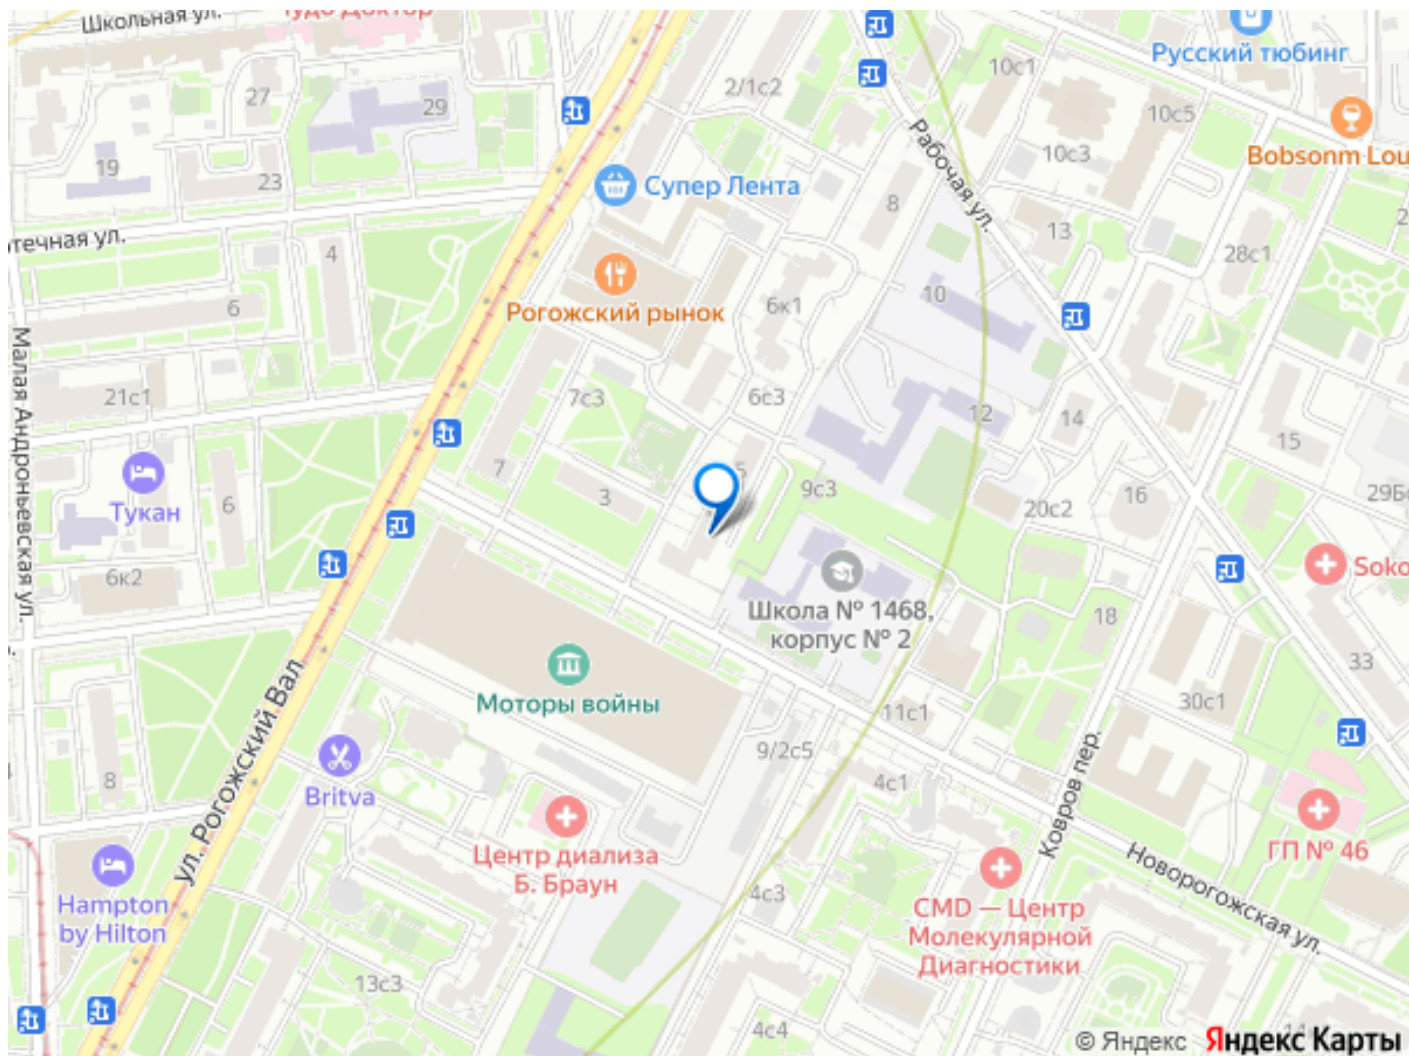 Школьная ул.
Чудо Доктор
2/1с2
10с1
Русский тюбинг
27
29
10с5
19
23
Рабочая ул.
10с3
Bobsonm Lou
Супер Лента
8
13
течная ул.
4
28с1
6
Рогожский рынок
6к1
10
Малая Андроньевская ул.
21с1
7с3
6с3
12
14
15
7
3
5
9с3
16
Тукан
6
20с2
29Б
6к2
Школа № 1468,
корпус № 2
Soko
18
33
Моторы войны
30с1
11с1
ул. Рогожский Вал
9/2с5
8
Britva
4с1
Ковров пер.
Центр диализа
Б. Браун
ГП № 46
Новорогожская ул.
Hampton
by Hilton
4с3
CMD — Центр
Молекулярной
Диагностики
13с3
4с4
© Яндекс Яндекс Карты